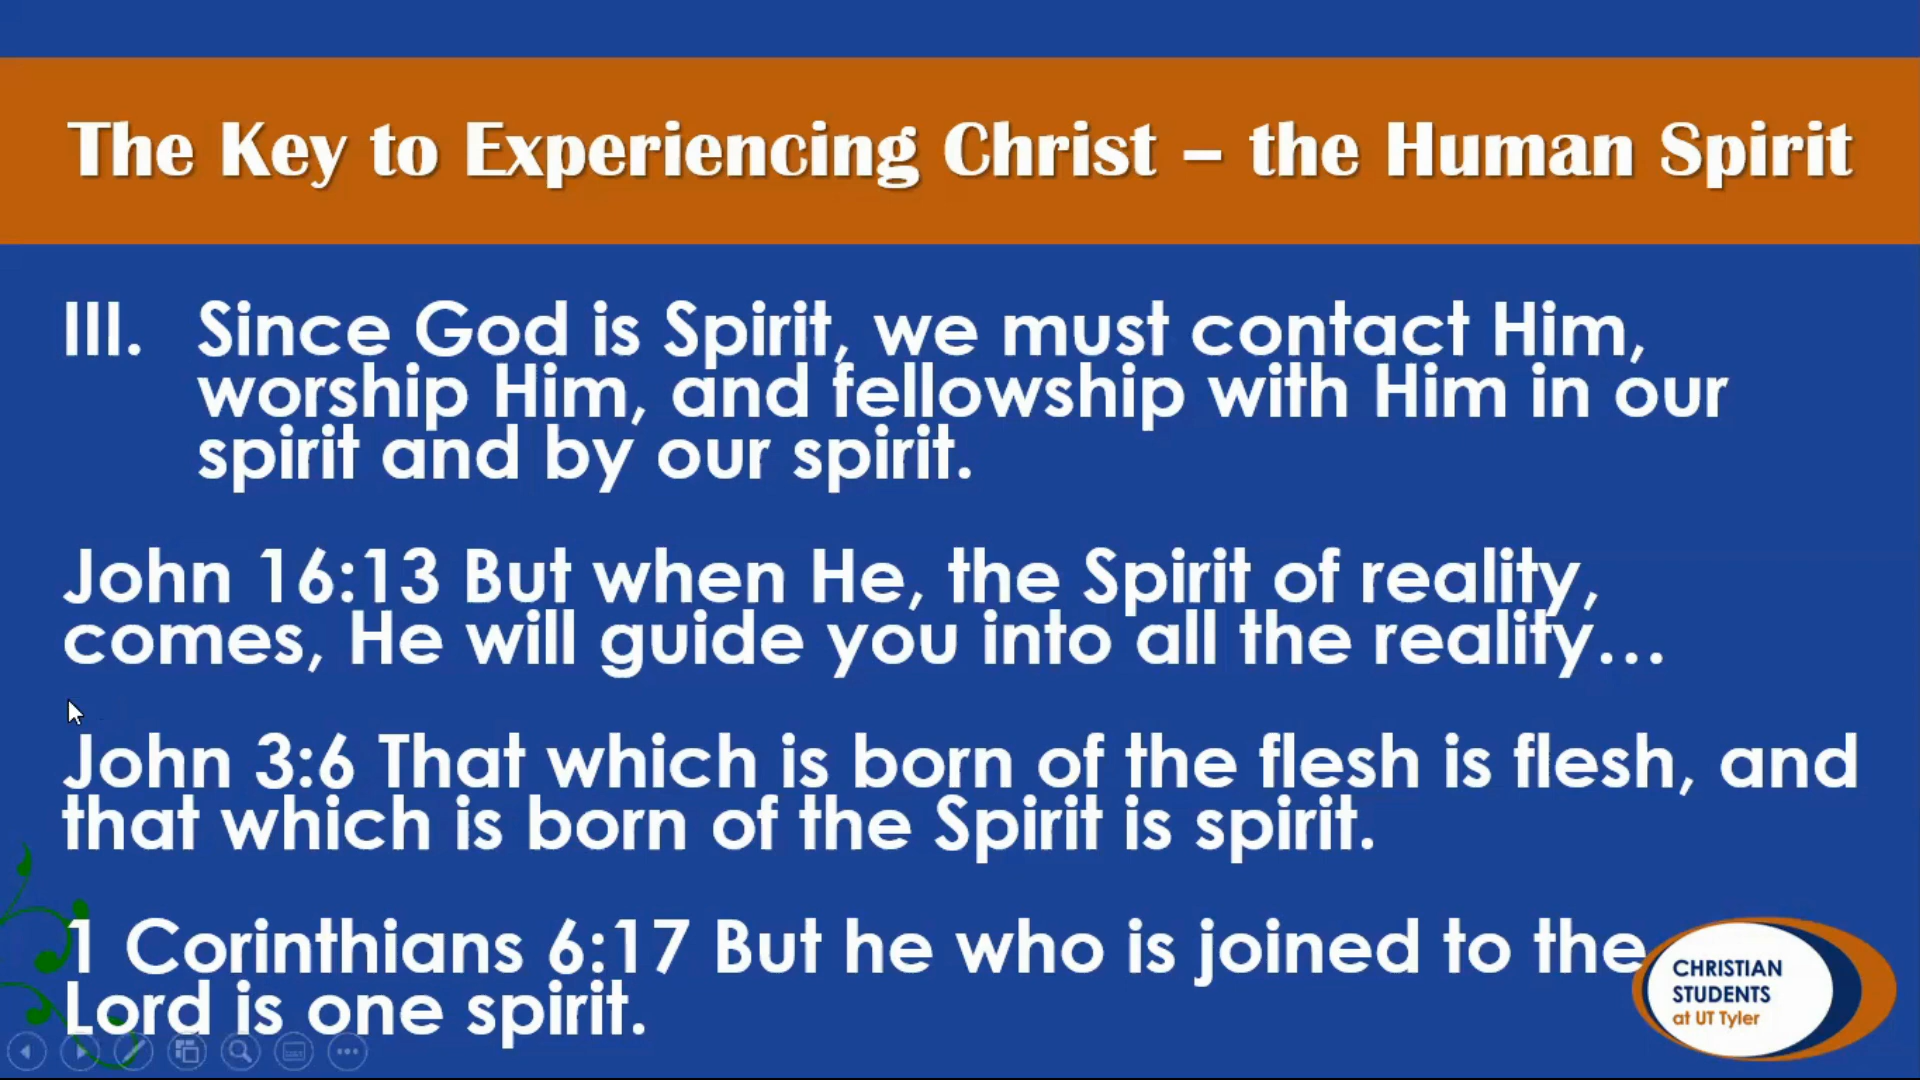 The Key to Experiencing Christ – the Human Spirit
III. Since God is Spirit, we must contact Him,
worship Him, and fellowship with Him in our
spirit and by our spirit.
John 16:13 But when He, the Spirit of reality,
comes, He will guide you into all the reality…
John 3:6 That which is born of the flesh is flesh, and
that which is born of the Spirit is spirit.
1 Corinthians 6:17 But he who is joined to the
Lord is one spirit.
CHRISTIAN
STUDENTS
at UT Tyler